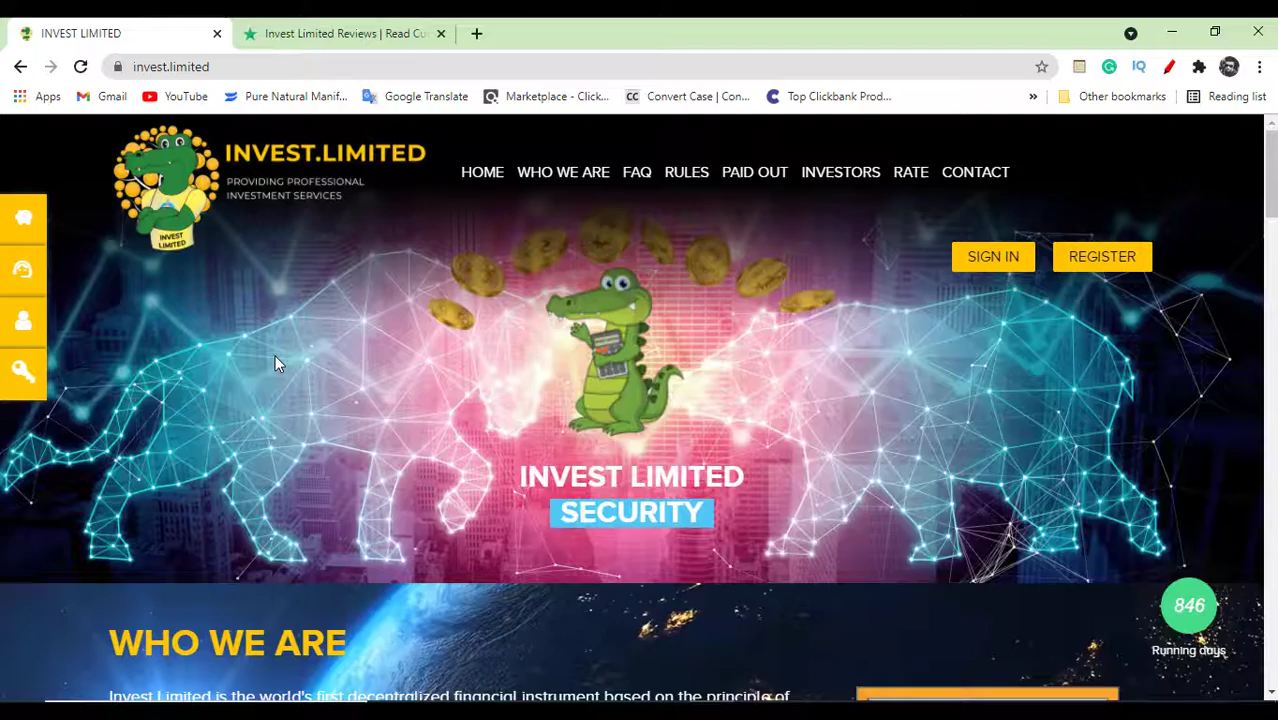 INVEST LIMITED
Invest Limited Reviews | Read Cu
invest.limited
Apps
Gmail
YouTube
Pure Natural Manif...
Google Translate
Marketplace - Click...
CC
Convert Case | Con...
Top Clickbank Prod...
»
Other bookmarks
Reading list
IQ
INVEST.LIMITED
PROVIDING PROFESSIONAL
INVESTMENT SERVICES
INVEST
LIMITED
HOME
WHO WE ARE
FAQ
RULES
PAID OUT
INVESTORS
RATE
CONTACT
SIGN IN
REGISTER
INVEST LIMITED
SECURITY
846
Running days
WHO WE ARE
Invest Limited is the world's first decentralized financial instrument based on the principle of